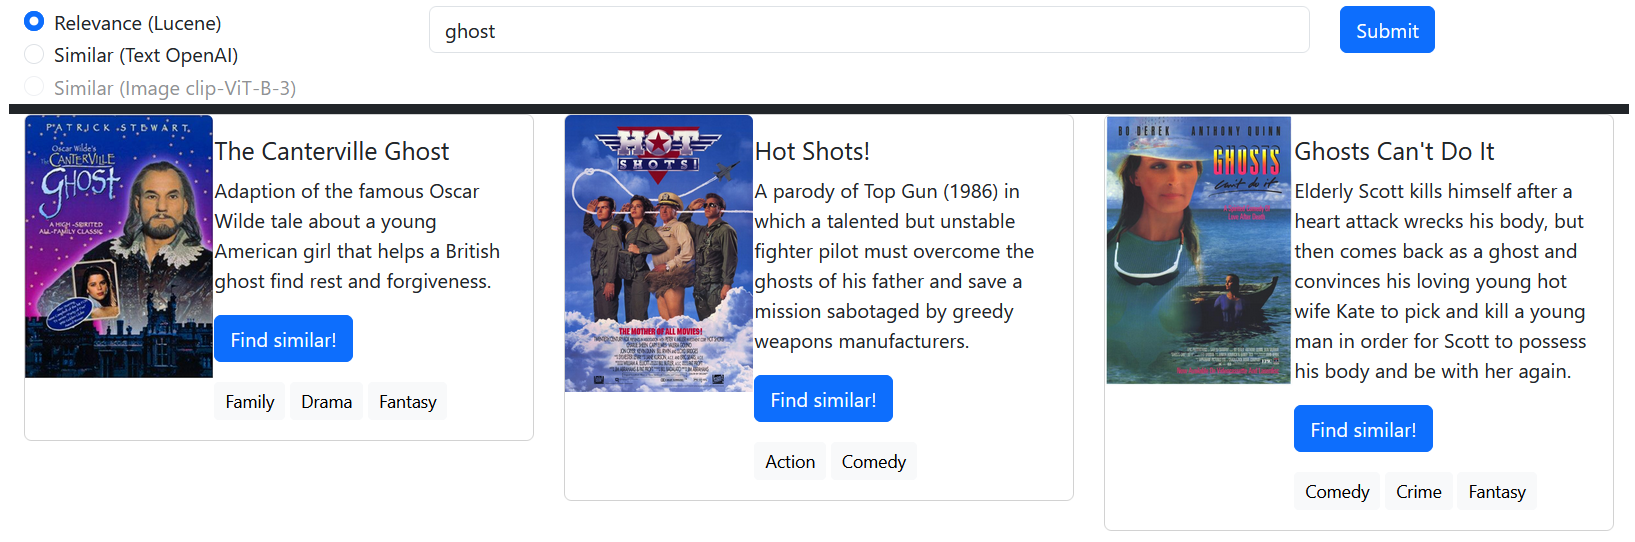 Relevance (Lucene)
Similar (Text OpenAI)
Similar (Image clip-ViT-B-3)
ghost
Submit
PATRICK STEWART
Oscar Wilde's
The CANTERVILLE
GHOST
A HIGH-SPIRITED
ALL-FAMILY CLASSIC
The Canterville Ghost
Adaption of the famous Oscar
Wilde tale about a young
American girl that helps a British
ghost find rest and forgiveness.
Find similar!
Family Drama Fantasy
HOT
SHOTS!
THE MOTHER OF ALL MOVIES!
Hot Shots!
A parody of Top Gun (1986) in
which a talented but unstable
fighter pilot must overcome the
ghosts of his father and save a
mission sabotaged by greedy
weapons manufacturers.
Find similar!
Action Comedy
BO DEREK ANTHONY QUINN
GHOSTS
can't do it
Ghosts Can't Do It
Elderly Scott kills himself after a
heart attack wrecks his body, but
then comes back as a ghost and
convinces his loving young hot
wife Kate to pick and kill a young
man in order for Scott to possess
his body and be with her again.
Find similar!
Comedy Crime Fantasy